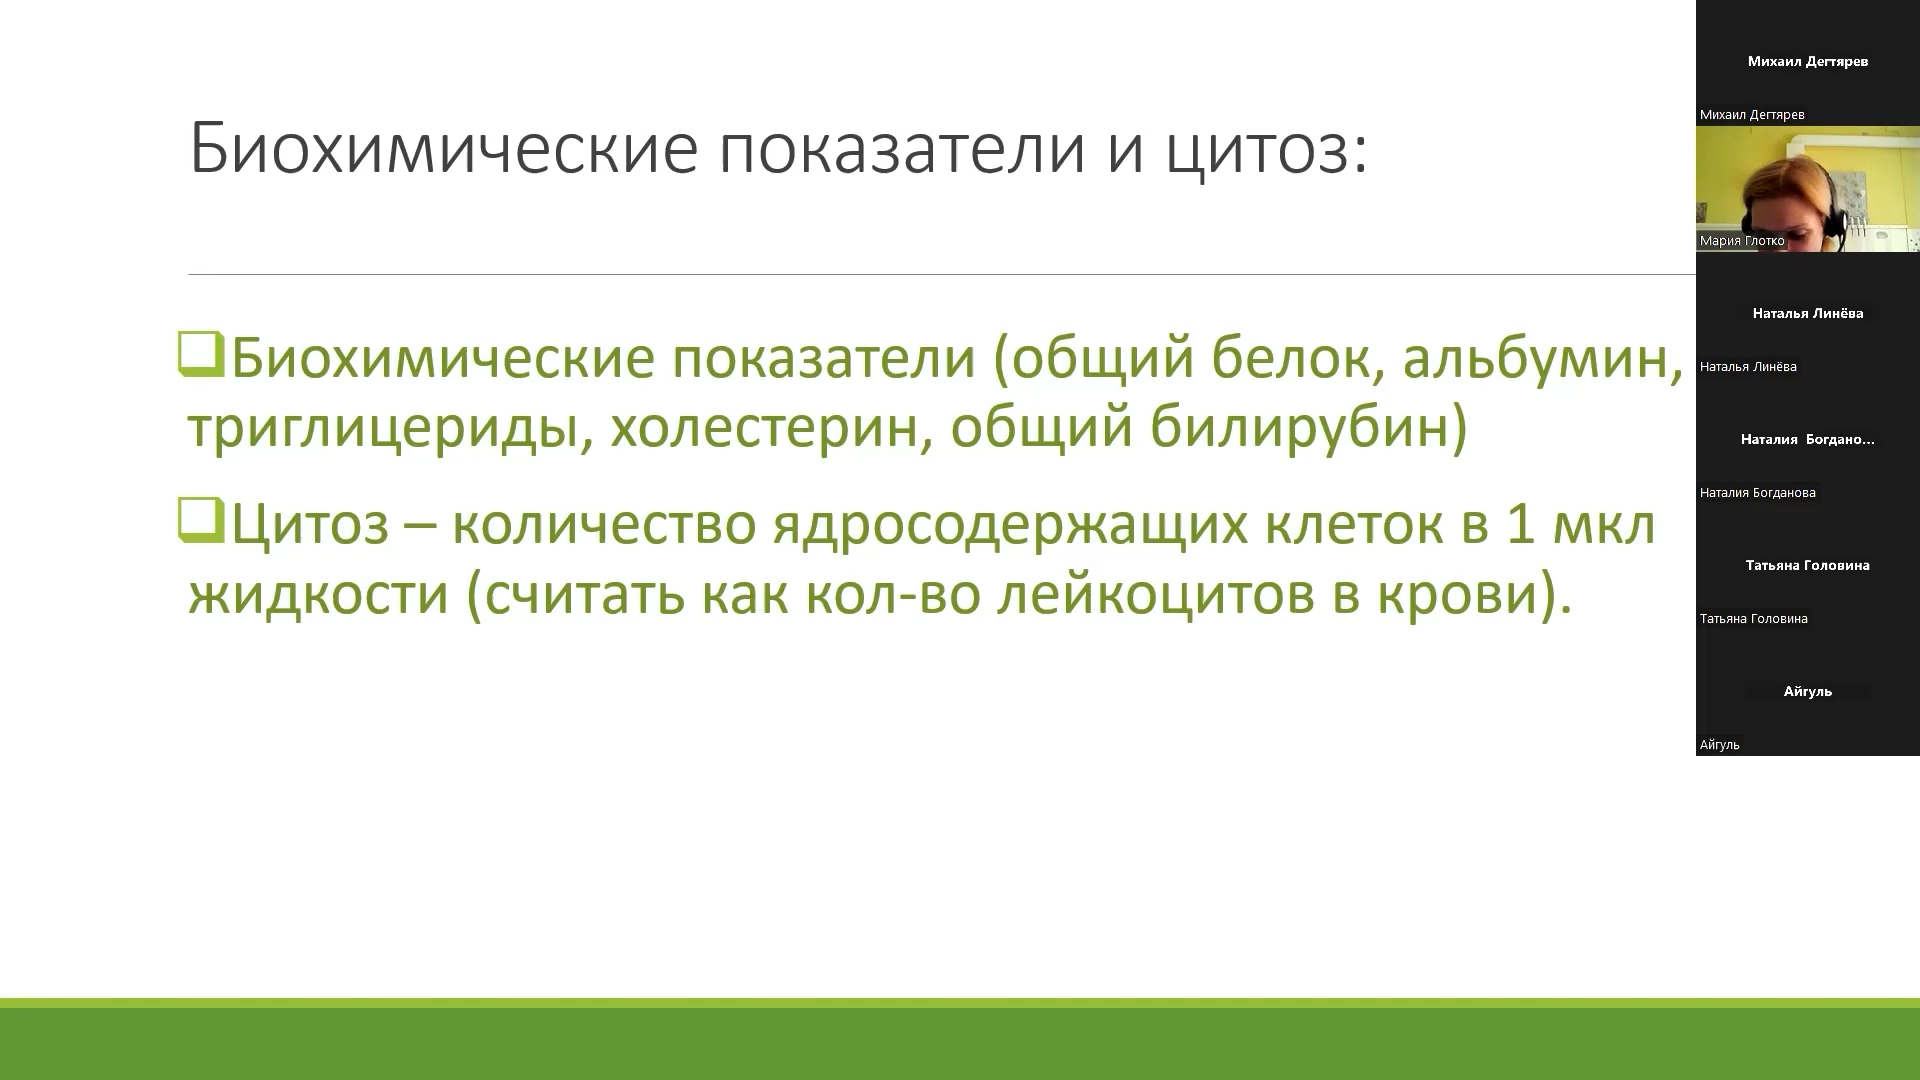 Биохимические показатели и цитоз:
Биохимические показатели (общий белок, альбумин,
триглицериды, холестерин, общий билирубин)
Цитоз – количество ядросодержащих клеток в 1 мкл
жидкости (считать как кол-во лейкоцитов в крови).
Михаил Дегтярев
Михаил Дегтярев
Мария Глотко
Наталья Линёва
Наталья Линёва
Наталия Богдано...
Наталия Богданова
Татьяна Головина
Татьяна Головина
Айгуль
Айгуль